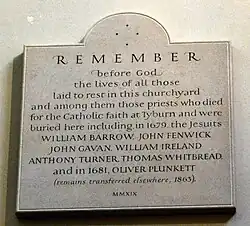 REMEMBER
before God
the lives of all those
laid to rest in this churchyard
and among them those priests who died
for the Catholic faith at Tyburn and were
buried here including in 1679, the Jesuits
WILLIAM BARROW, JOHN FENWICK,
JOHN GAVAN, WILLIAM IRELAND
ANTHONY TURNER, THOMAS WHITBREAD,
and in 1681, OLIVER PLUNKETT
(remains transferred elsewhere, 1683).
MMXIX